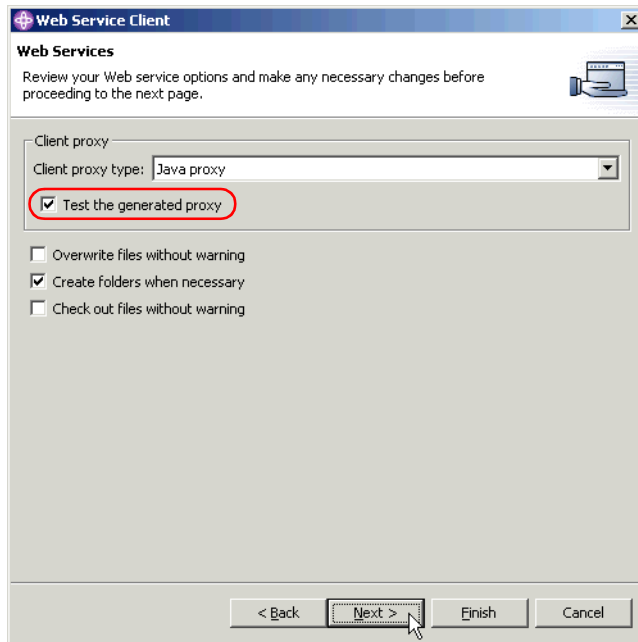 Web Service Client
Web Services
Review your Web service options and make any necessary changes before
proceeding to the next page.
Client proxy
Client proxy type: Java proxy
Test the generated proxy
Overwrite files without warning
Create folders when necessary
Check out files without warning
< Back Next > Finish Cancel